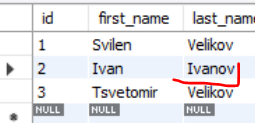 id first_name last_name
1 Svilen Velikov
2 Ivan Ivanov
3 Tsvetomir Velikov
NULL NULL NULL